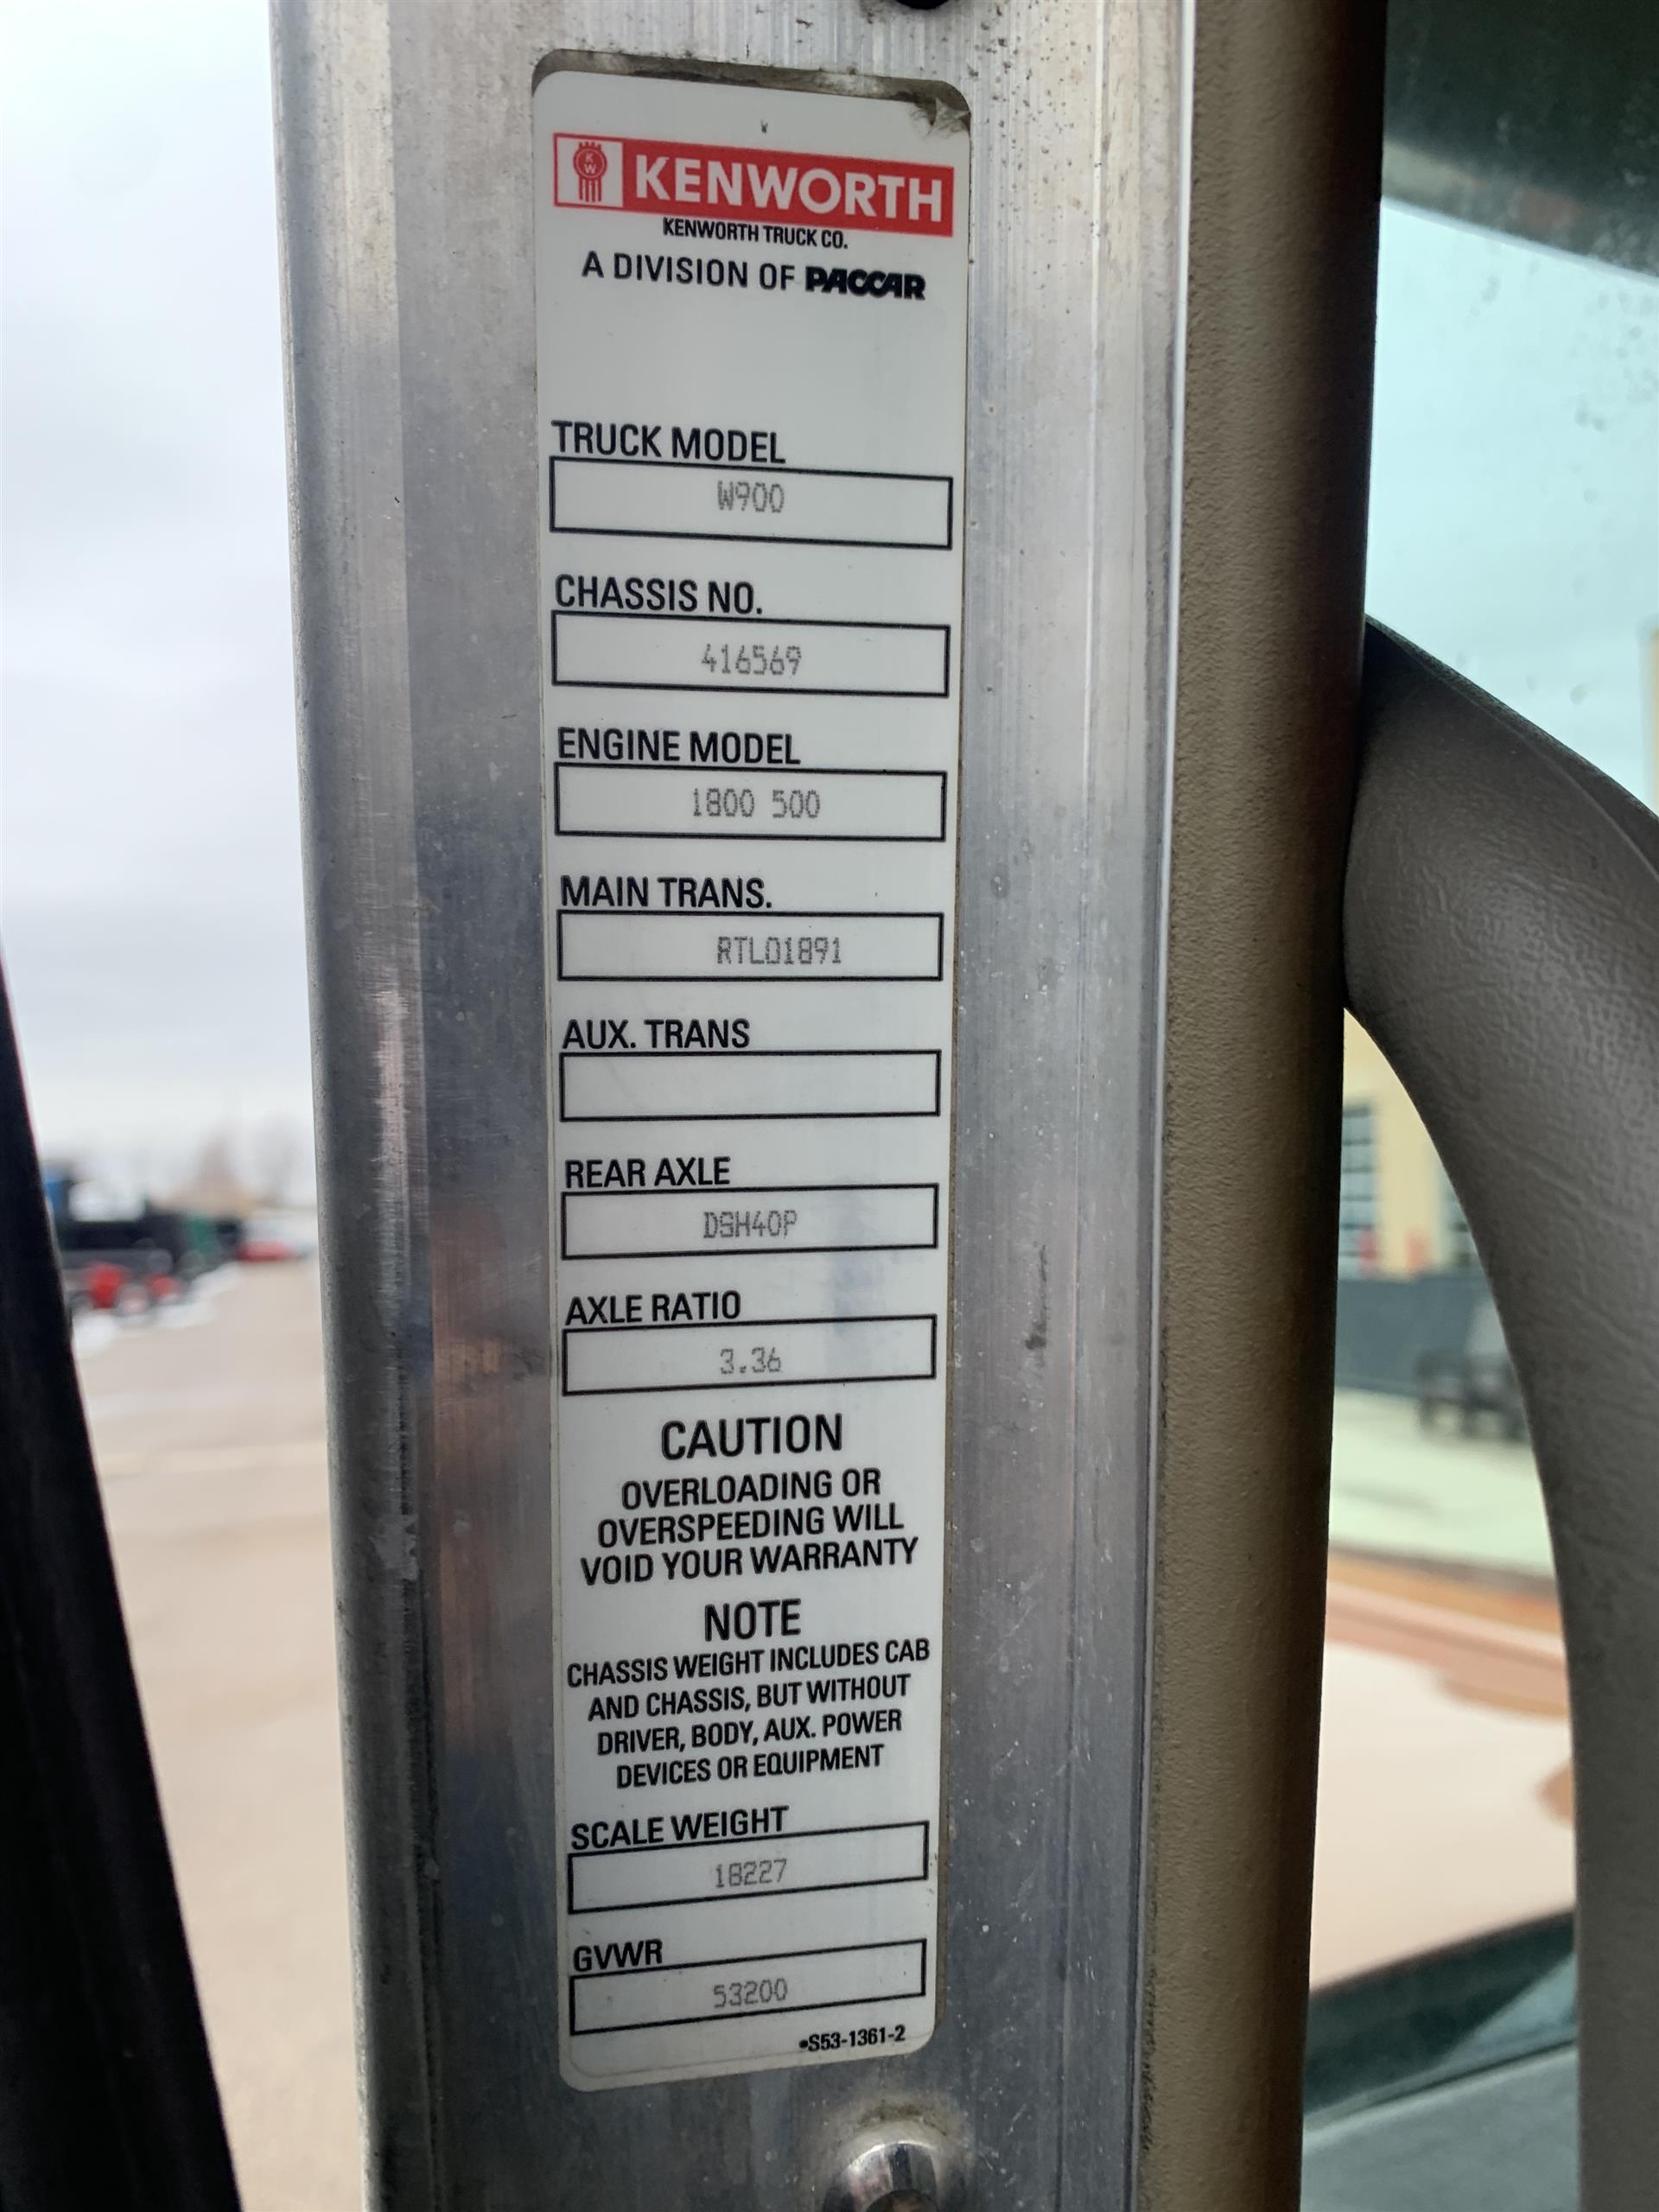 KW KENWORTH
KENWORTH TRUCK CO.
A DIVISION OF PACCAR
TRUCK MODEL
W900
CHASSIS NO.
416569
ENGINE MODEL
1800 500
MAIN TRANS.
RTLO1891
AUX. TRANS
REAR AXLE
DSH40P
AXLE RATIO
3.36
CAUTION
OVERLOADING OR
OVERSPEEDING WILL
VOID YOUR WARRANTY
NOTE
CHASSIS WEIGHT INCLUDES CAB
AND CHASSIS, BUT WITHOUT
DRIVER, BODY, AUX. POWER
DEVICES OR EQUIPMENT
SCALE WEIGHT
18227
GVWR
53200
•S53-1361-2